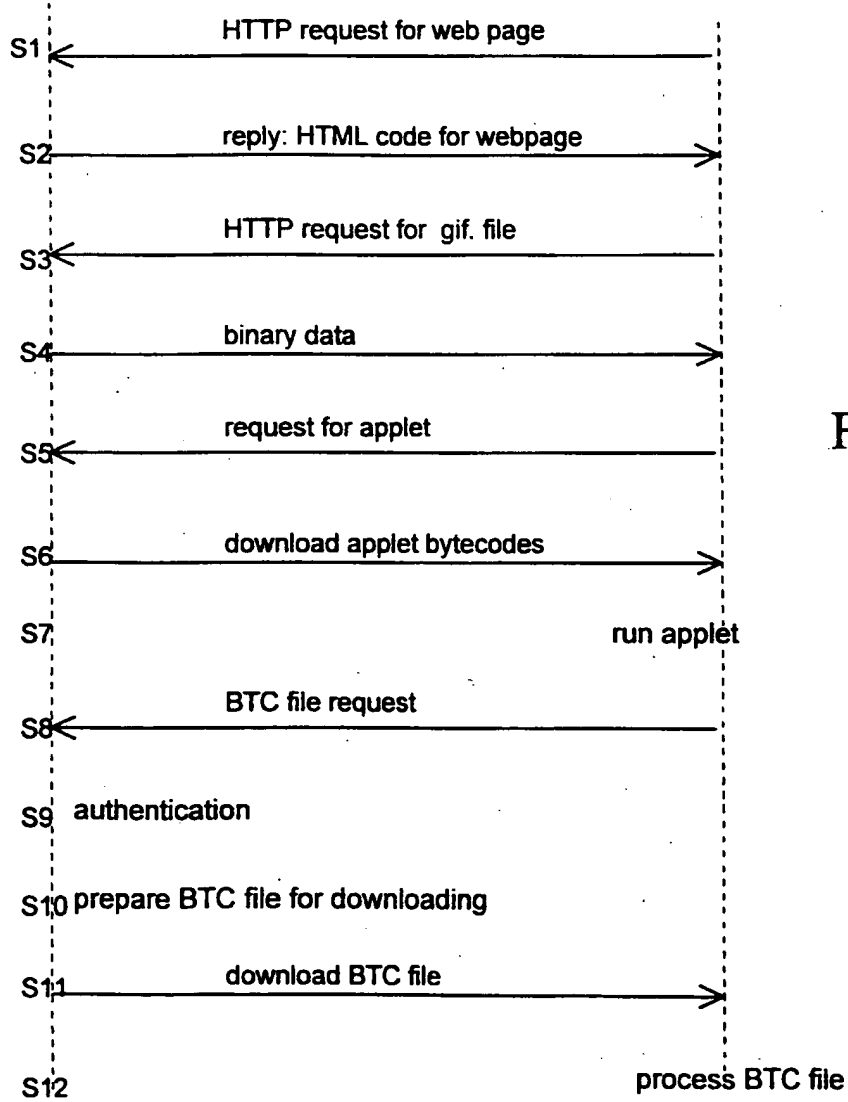 HTTP request for web page
S1
reply: HTML code for webpage
S2
HTTP request for gif. file
S3
binary data
S4
request for applet
S5
F
download applet bytecodes
S6
S7 run applet
BTC file request
S8
S9 authentication
S10 prepare BTC file for downloading
download BTC file
S11
S12 process BTC file